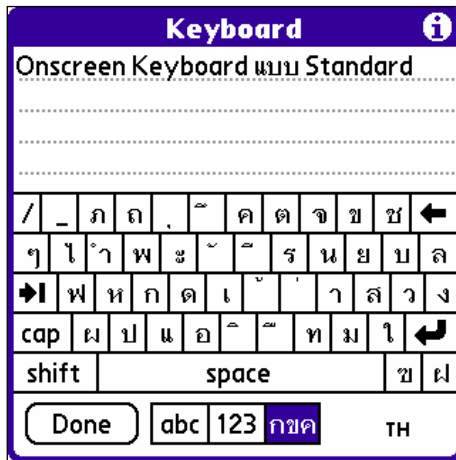 Keyboard
Onscreen Keyboard แบบ Standard
/ _ ภ ถ ุ ึ ค ต จ ข ช
ๆ ไ ำ พ ะ ั ี ร น ย บ ล
ฟ ห ก ด เ ้ ่ า ส ว ง
cap ผ ป แ อ ิ ื ท ม ใ
shift space ฃ ฝ
Done abc 123 กขค TH